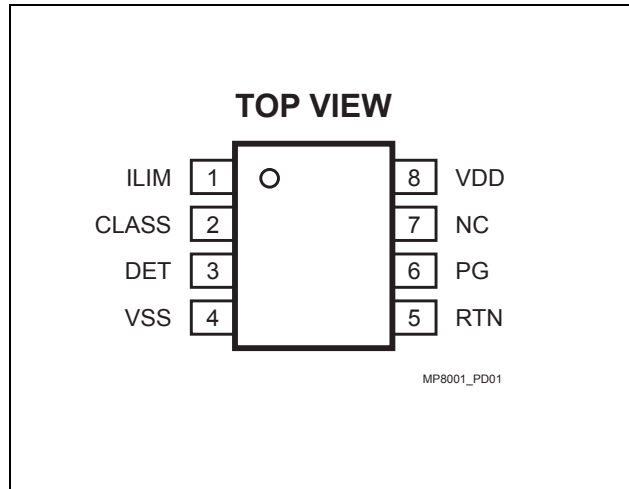 TOP VIEW
ILIM 1 8 VDD
CLASS 2 7 NC
DET 3 6 PG
VSS 4 5 RTN
MP8001_PD01